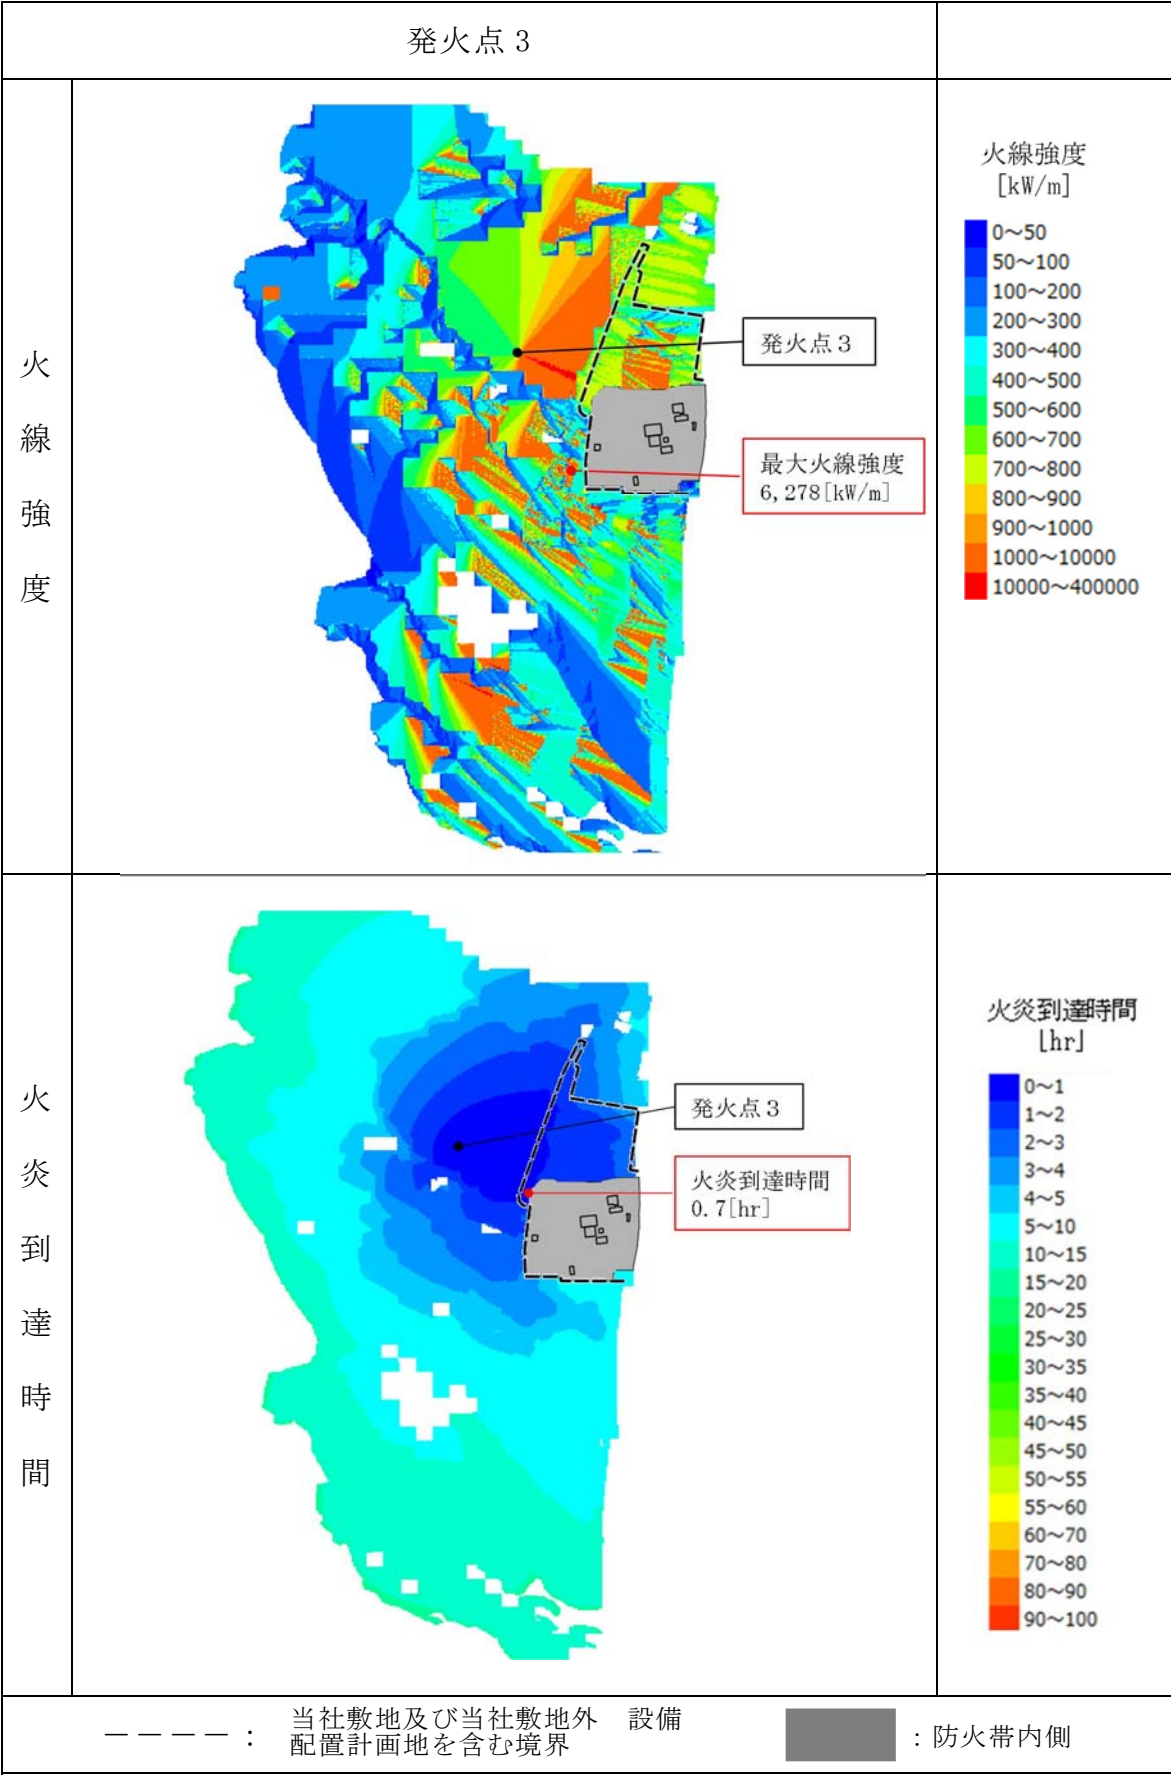 発火点3
火線強度
火線強度
[kW/m]
0～50
50～100
100～200
200～300
300～400
400～500
500～600
600～700
700～800
800～900
900～1000
1000～10000
10000～400000
発火点3
最大火線強度
6,278[kW/m]
火炎到達時間
火炎到達時間
[hr]
0～1
1～2
2～3
3～4
4～5
5～10
10～15
15～20
20～25
25～30
30～35
35～40
40～45
45～50
50～55
55～60
60～70
70～80
80～90
90～100
発火点3
火炎到達時間
0.7[hr]
－－－－：
当社敷地及び当社敷地外　設備
配置計画地を含む境界
：防火帯内側